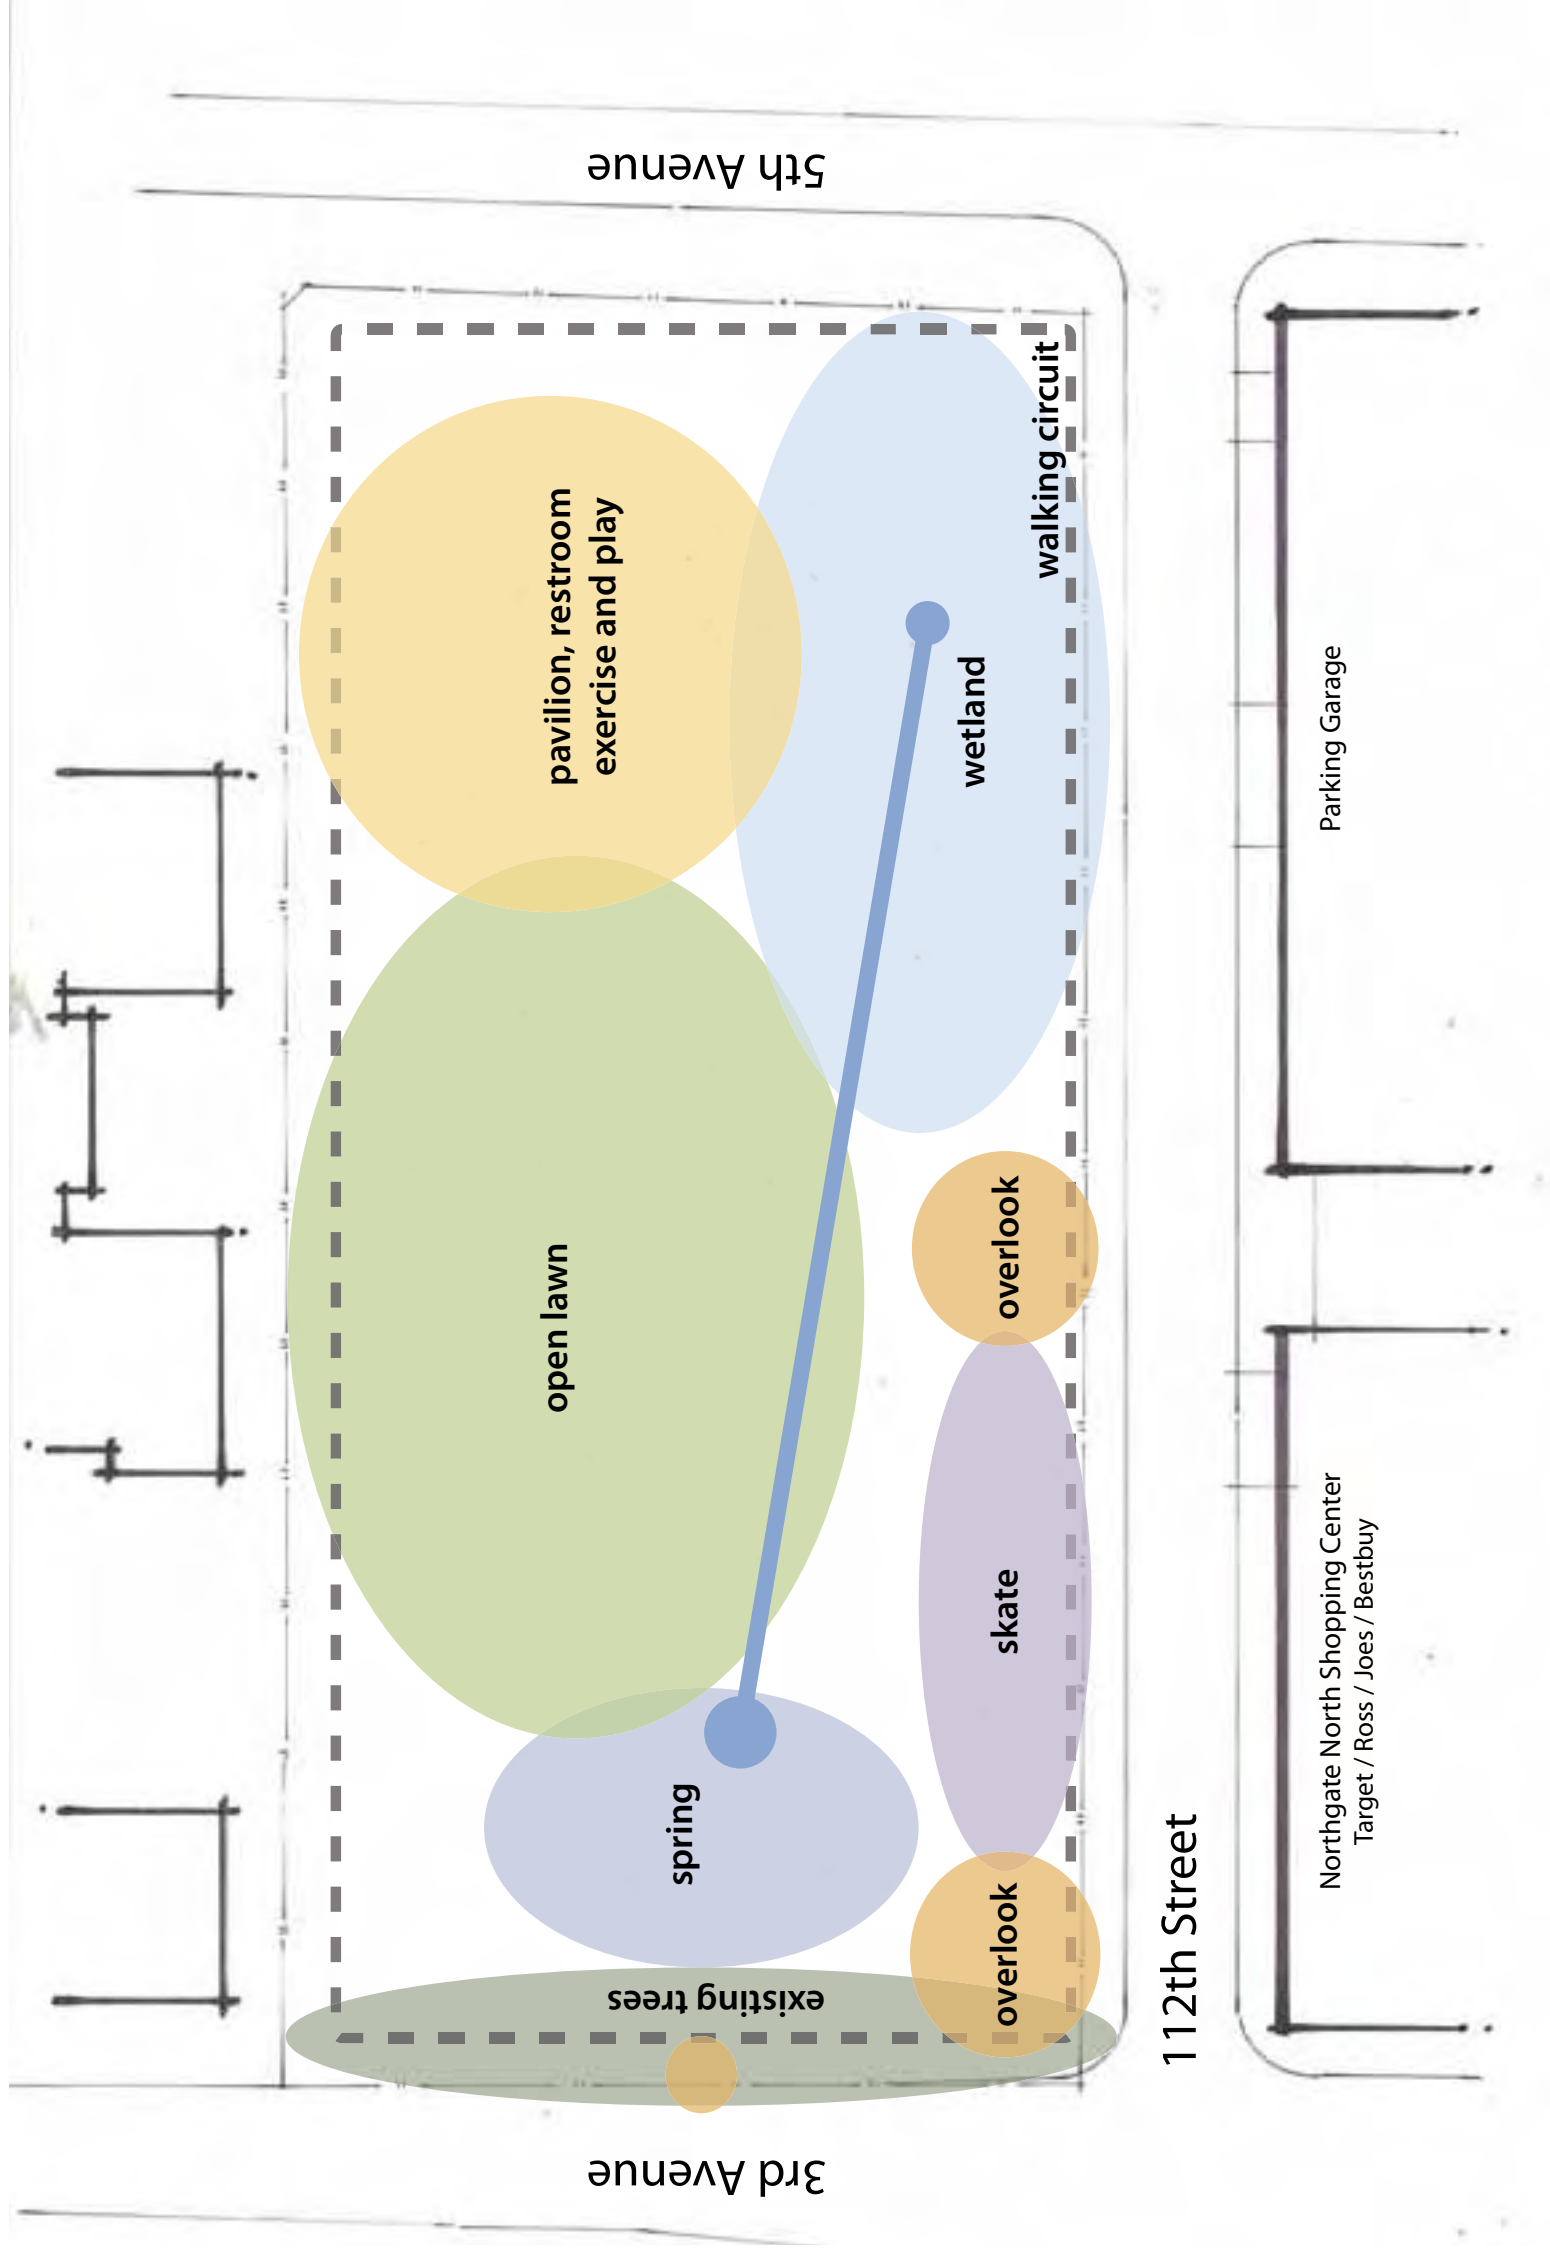 5th Avenue
walking circuit
pavilion, restroom
exercise and play
wetland
Parking Garage
overlook
open lawn
skate
spring
overlook
existing trees
112th Street
Northgate North Shopping Center
Target / Ross / Joes / Bestbuy
3rd Avenue